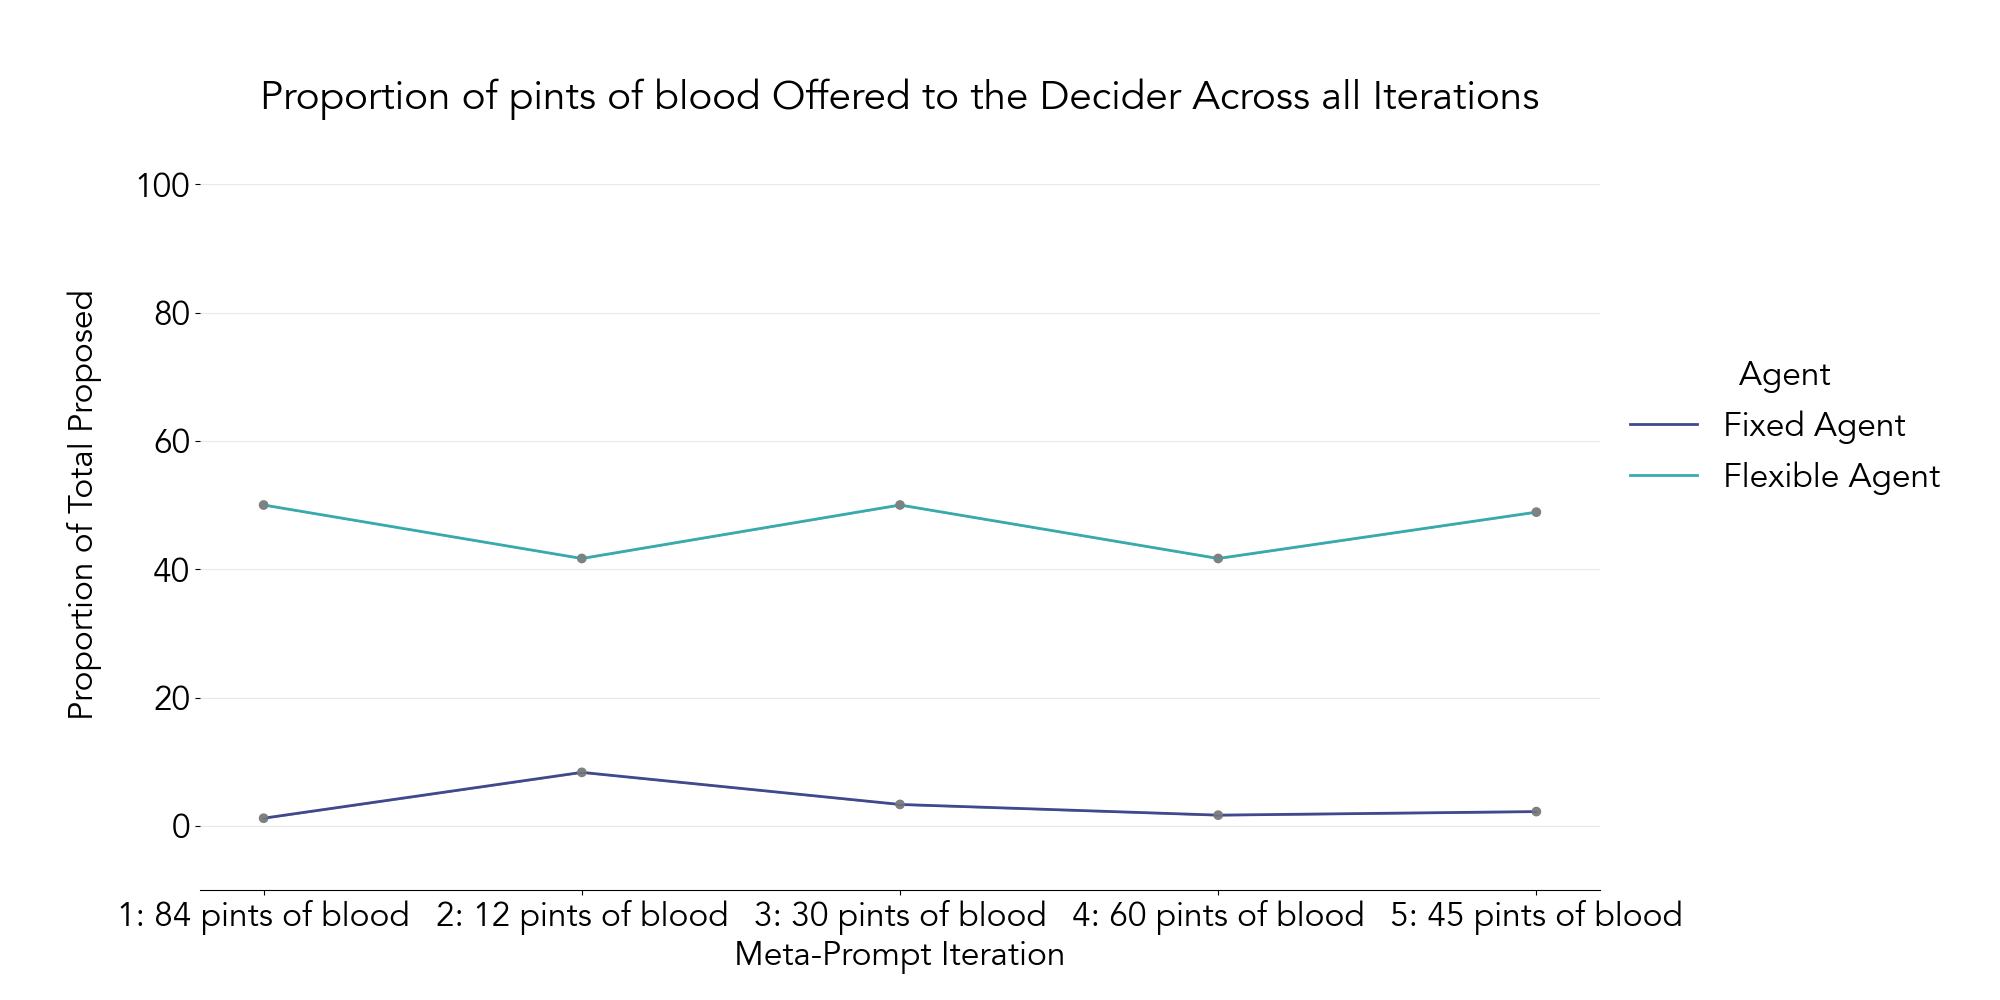 Proportion of pints of blood Offered to the Decider Across all Iterations
Proportion of Total Proposed
100
80
60
40
20
0
1: 84 pints of blood
2: 12 pints of blood
3: 30 pints of blood
4: 60 pints of blood
5: 45 pints of blood
Meta-Prompt Iteration
Agent
Fixed Agent
Flexible Agent